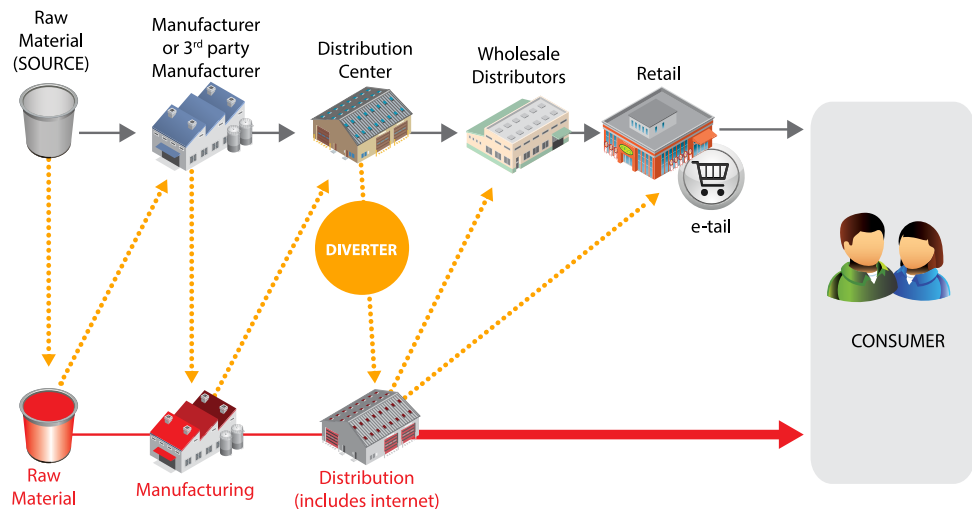 Raw
Material
(SOURCE)
Manufacturer
or 3rd party
Manufacturer
Distribution
Center
Wholesale
Distributors
Retail
e-tail
DIVERTER
CONSUMER
Raw
Material
Manufacturing
Distribution
(includes internet)